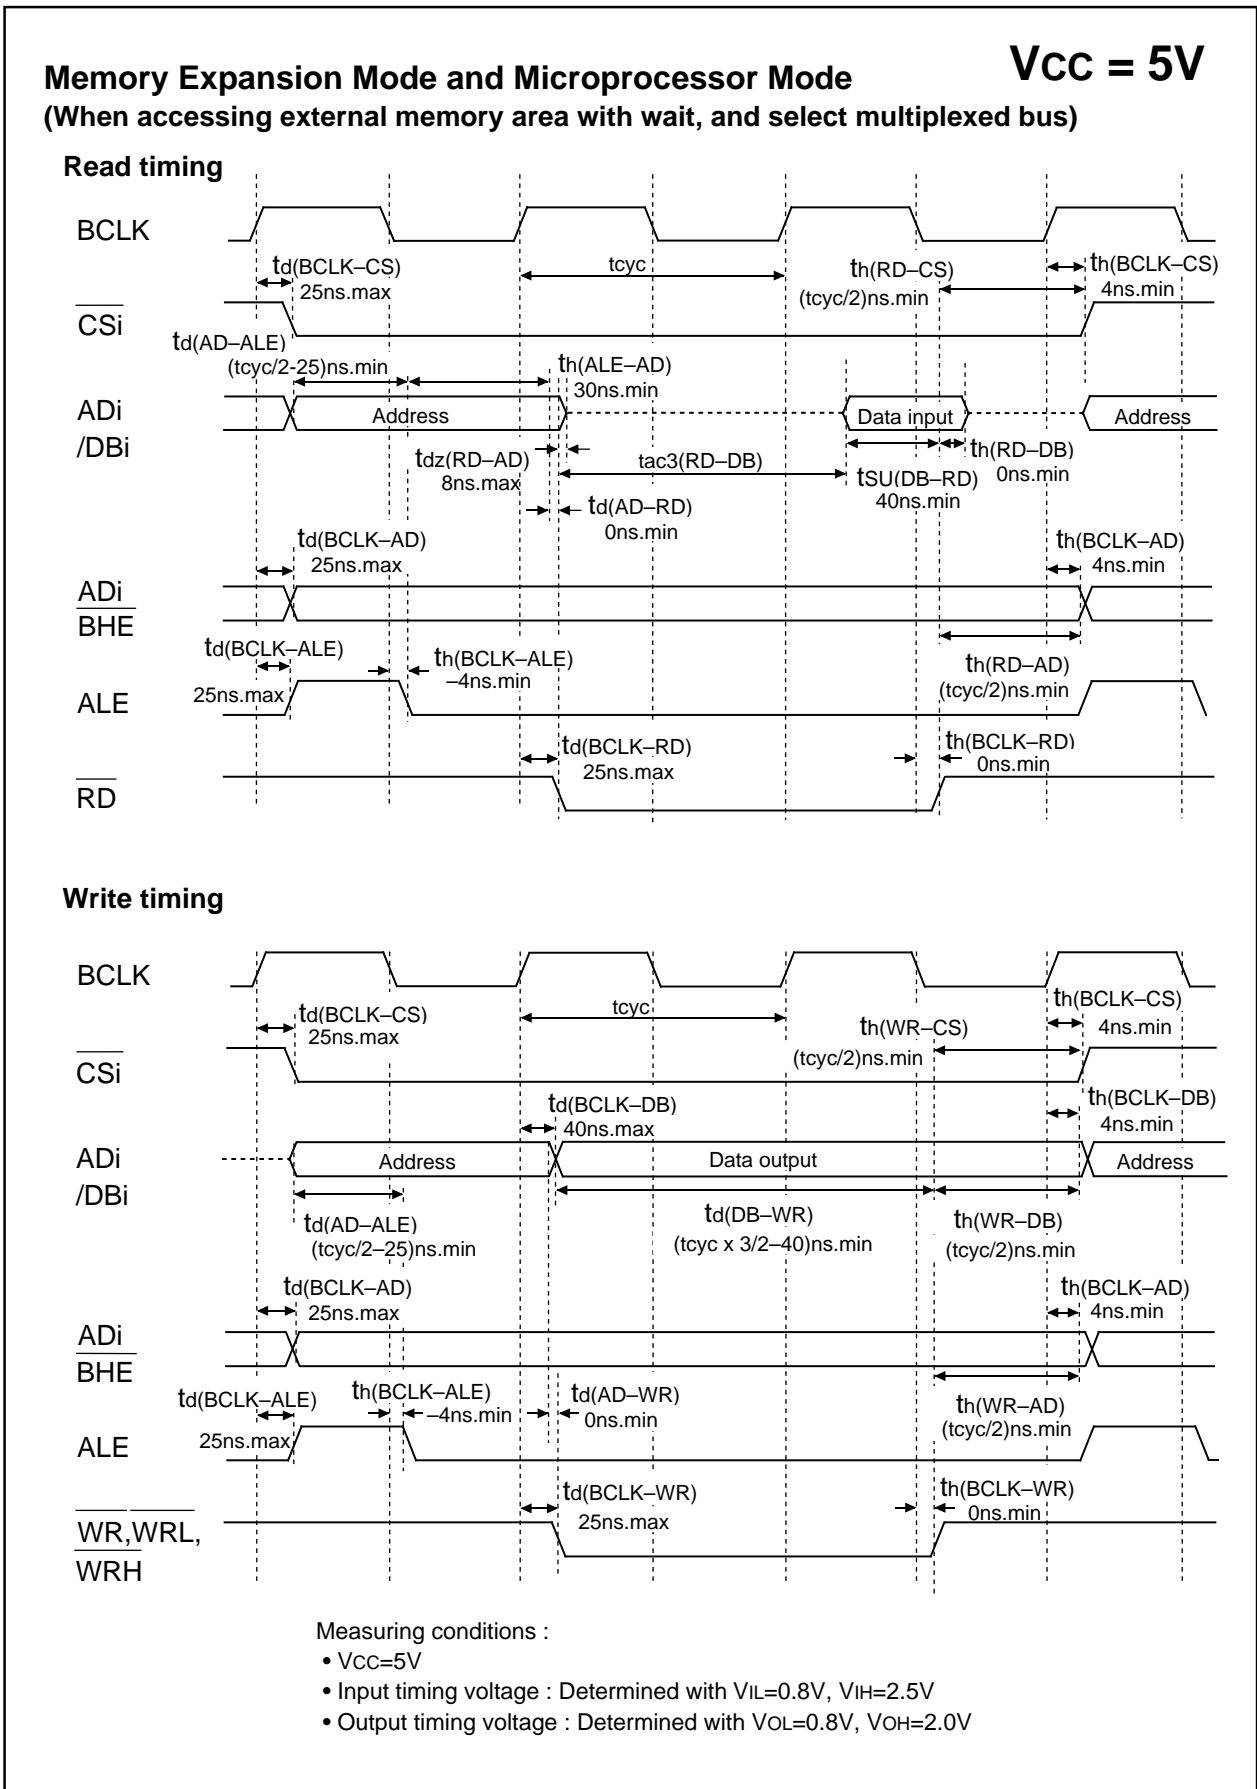 VCC = 5V
Memory Expansion Mode and Microprocessor Mode
(When accessing external memory area with wait, and select multiplexed bus)
Read timing
BCLK
td(BCLK–CS)
25ns.max
tcyc
th(RD–CS)
(tcyc/2)ns.min
th(BCLK–CS)
4ns.min
CSi
td(AD–ALE)
(tcyc/2-25)ns.min
th(ALE–AD)
30ns.min
ADi
/DBi
Address
Data input
Address
tdz(RD–AD)
8ns.max
tac3(RD–DB)
tSU(DB–RD)
40ns.min
th(RD–DB)
0ns.min
td(AD–RD)
0ns.min
td(BCLK–AD)
25ns.max
th(BCLK–AD)
4ns.min
ADi
BHE
td(BCLK–ALE)
25ns.max
th(BCLK–ALE)
–4ns.min
th(RD–AD)
(tcyc/2)ns.min
ALE
td(BCLK–RD)
25ns.max
th(BCLK–RD)
0ns.min
RD
Write timing
BCLK
td(BCLK–CS)
25ns.max
tcyc
th(WR–CS)
(tcyc/2)ns.min
th(BCLK–CS)
4ns.min
CSi
td(BCLK–DB)
40ns.max
th(BCLK–DB)
4ns.min
ADi
/DBi
Address
Data output
Address
td(AD–ALE)
(tcyc/2–25)ns.min
td(DB–WR)
(tcyc x 3/2–40)ns.min
th(WR–DB)
(tcyc/2)ns.min
td(BCLK–AD)
25ns.max
th(BCLK–AD)
4ns.min
ADi
BHE
td(BCLK–ALE)
25ns.max
th(BCLK–ALE)
–4ns.min
td(AD–WR)
0ns.min
th(WR–AD)
(tcyc/2)ns.min
ALE
td(BCLK–WR)
25ns.max
th(BCLK–WR)
0ns.min
WR,WRL,
WRH
Measuring conditions :
• VCC=5V
• Input timing voltage : Determined with VIL=0.8V, VIH=2.5V
• Output timing voltage : Determined with VOL=0.8V, VOH=2.0V